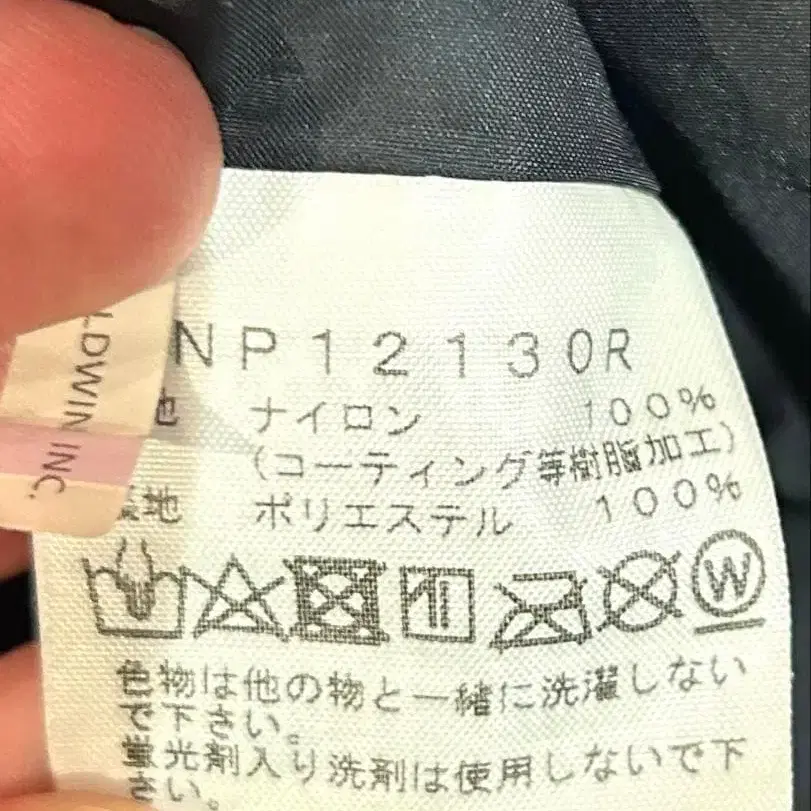 LDWIN INC.
NP12130R
ナイロン 100%
(コーティング等樹脂加工)
地 ポリエステル 100%
W
色物は他の物と一緒に洗濯しない
で下さい。
蛍光剤入り洗剤は使用しないで下
さい。